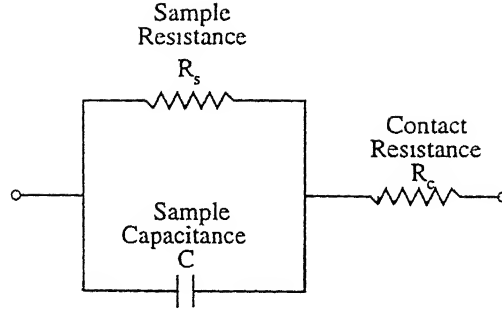 Sample
Resistance
R_s
Contact
Resistance
R_c
Sample
Capacitance
C